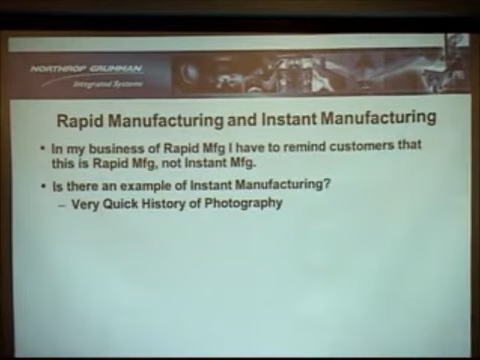 NORTHROP GRUMMAN
Integrated Systems
Rapid Manufacturing and Instant Manufacturing
• In my business of Rapid Mfg I have to remind customers that
this is Rapid Mfg, not Instant Mfg.
• Is there an example of Instant Manufacturing?
– Very Quick History of Photography